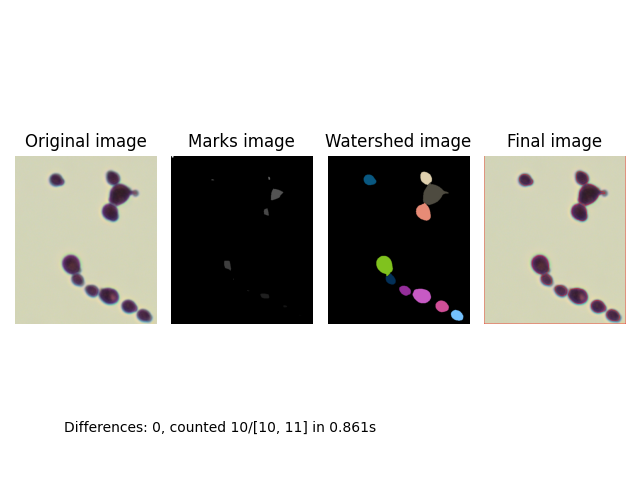 Original image
Marks image
Watershed image
Final image
Differences: 0, counted 10/[10, 11] in 0.861s